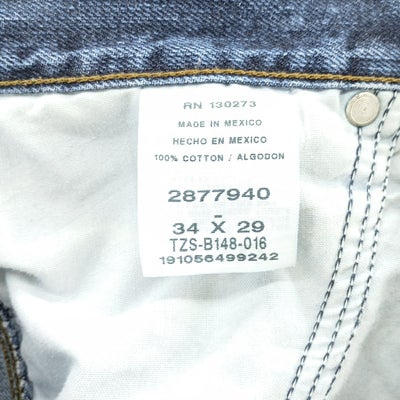 RN 130273
MADE IN MEXICO
HECHO EN MEXICO
100% COTTON / ALGODON
2877940
-
34 X 29
TZS-B148-016
191056499242